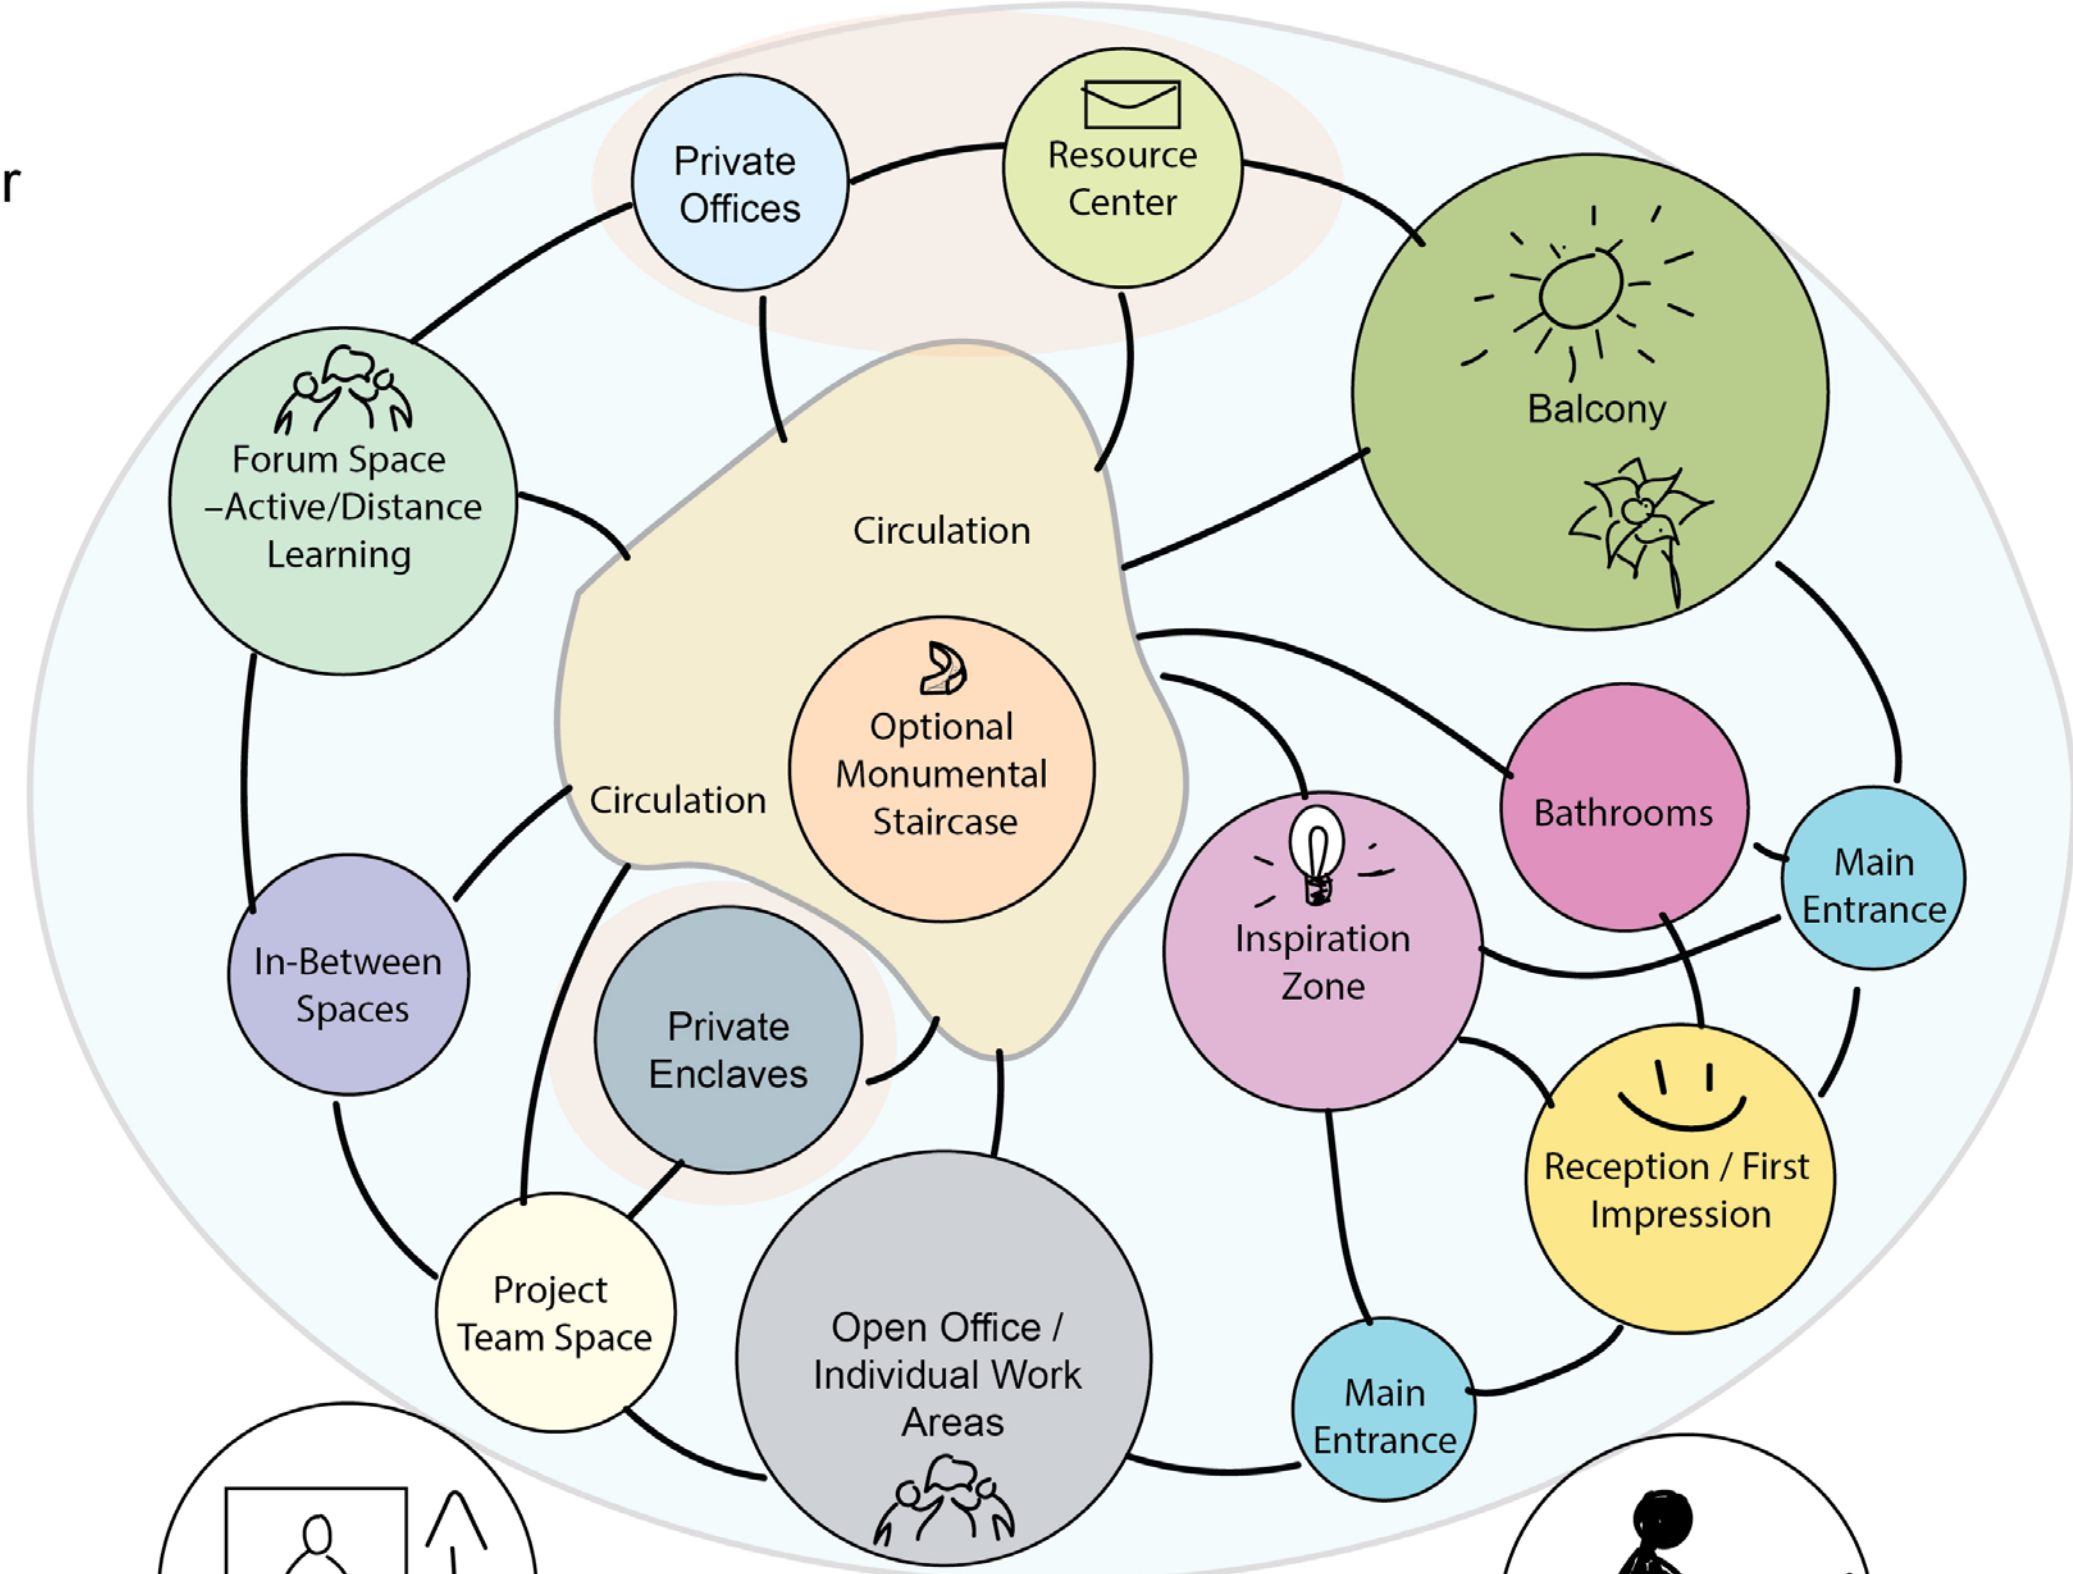 r
Private
Offices
Resource
Center
Balcony
Forum Space
–Active/Distance
Learning
Circulation
Optional
Monumental
Staircase
Circulation
Bathrooms
Main
Entrance
Inspiration
Zone
In-Between
Spaces
Private
Enclaves
Reception / First
Impression
Project
Team Space
Open Office /
Individual Work
Areas
Main
Entrance